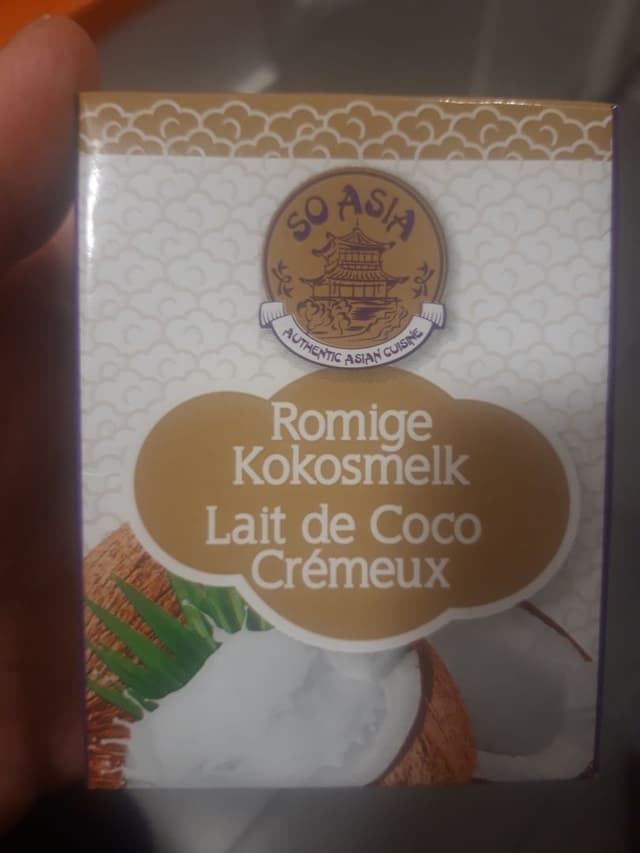 SO ASIA
AUTHENTIC ASIAN CUISINE
Romige
Kokosmelk
Lait de Coco
Crémeux